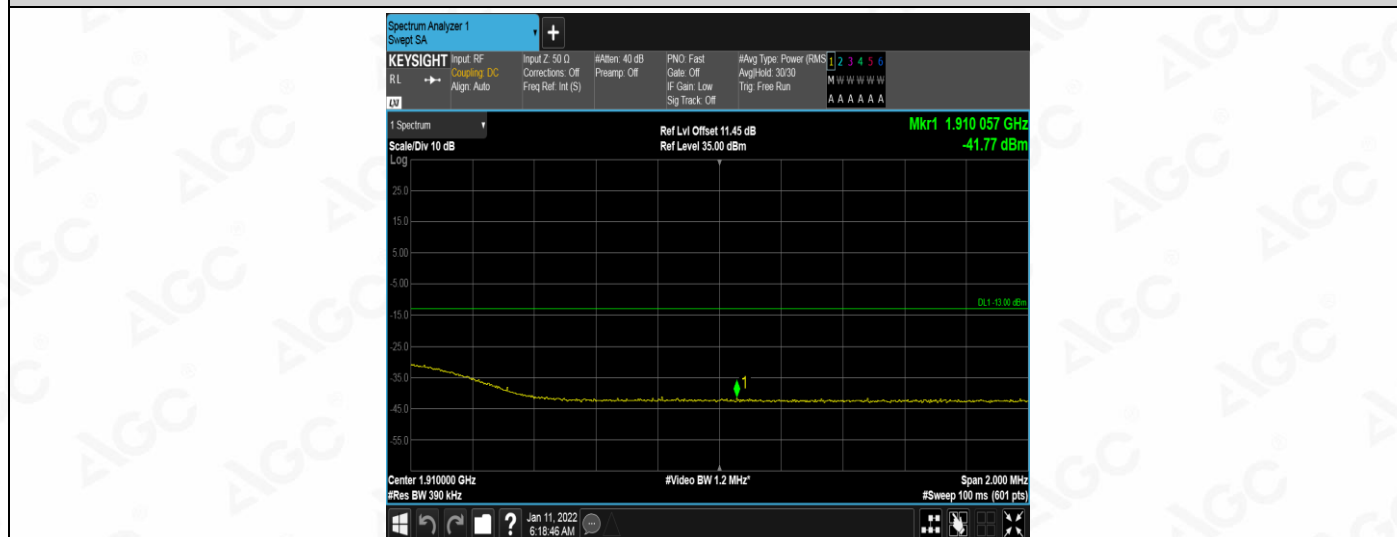 Spectrum Analyzer 1
Swept SA
+
KEYSIGHT
RL
LXI
Input: RF
Coupling: DC
Align: Auto
Input Z: 50 Ω
Corrections: Off
Freq Ref: Int (S)
#Atten: 40 dB
Preamp: Off
PNO: Fast
Gate: Off
IF Gain: Low
Sig Track: Off
#Avg Type: Power (RMS
Avg|Hold: 30/30
Trig: Free Run
1 2 3 4 5 6
M W W W W W
A A A A A A
1 Spectrum
Scale/Div 10 dB
Ref Lvl Offset 11.45 dB
Ref Level 35.00 dBm
Mkr1 1.910 057 GHz
-41.77 dBm
Log
25.0
15.0
5.00
-5.00
DL1 -13.00 dBm
-15.0
-25.0
-35.0
1
-45.0
-55.0
Center 1.910000 GHz
#Res BW 390 kHz
#Video BW 1.2 MHz*
Span 2.000 MHz
#Sweep 100 ms (601 pts)
?
Jan 11, 2022
6:18:46 AM
AGC